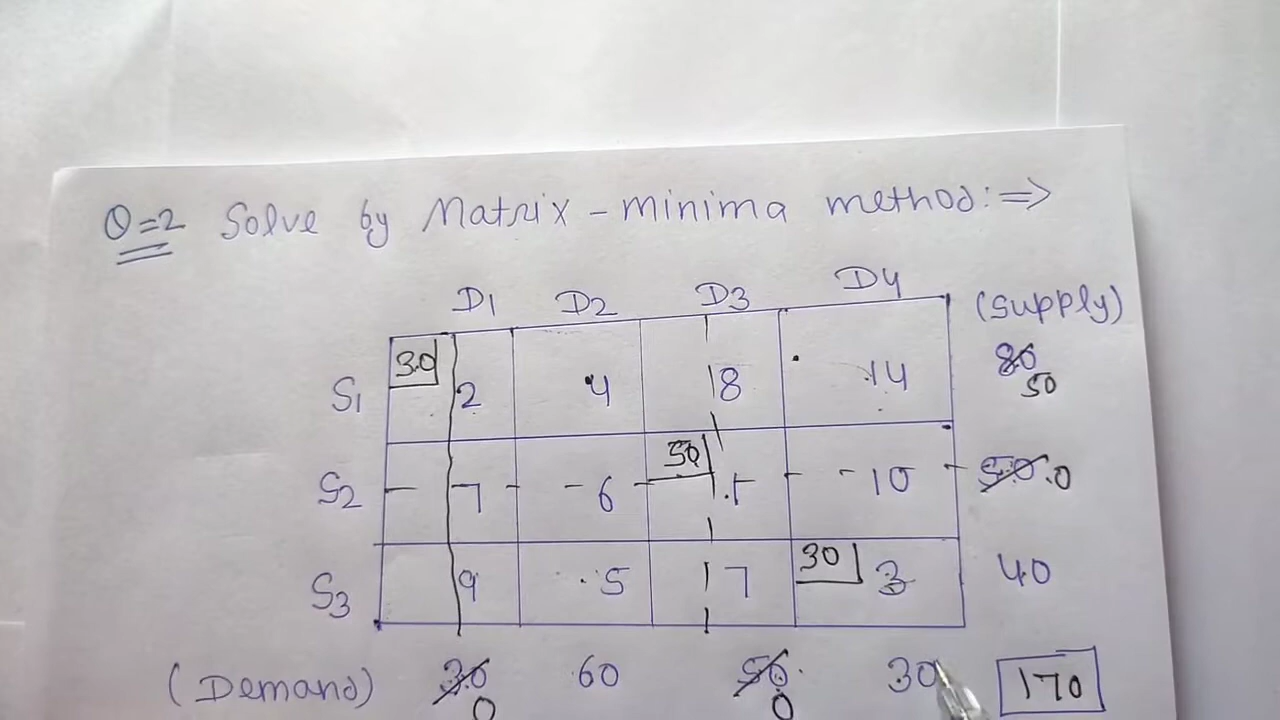 Q=2 Solve by Matrix - minima method:⇒
D1 D2 D3 D4 (Supply)
30 80
S1 2 4 18 14 50
50
S2 7 6 10 50 0
30
S3 9 5 17 3 40
(Demand) 30 60 50 30 170
0 0